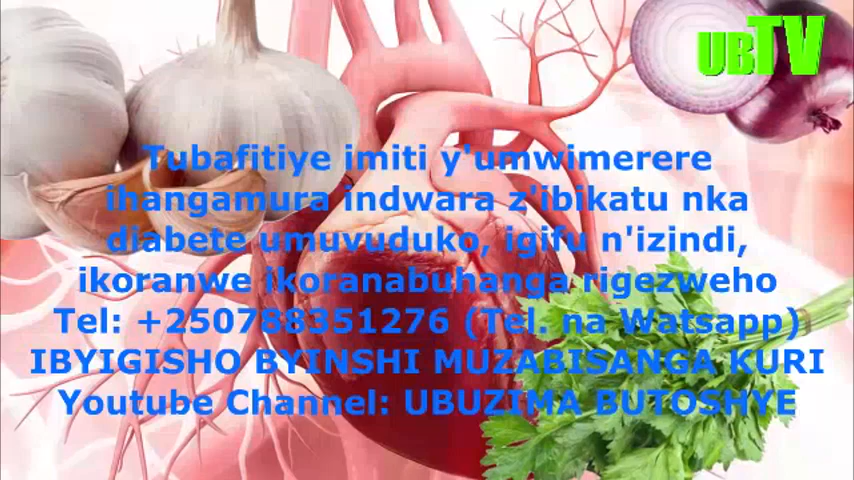 UBTV
Tubafitiye imiti y'umwimerere
ihangamura indwara z'ibikatu nka
diabete umuvuduko, igifu n'izindi,
ikoranwe ikoranabuhanga rigezweho
Tel: +250788351276 (Tel. na Watsapp)
IBYIGISHO BYINSHI MUZABISANGA KURI
Youtube Channel: UBUZIMA BUTOSHYE